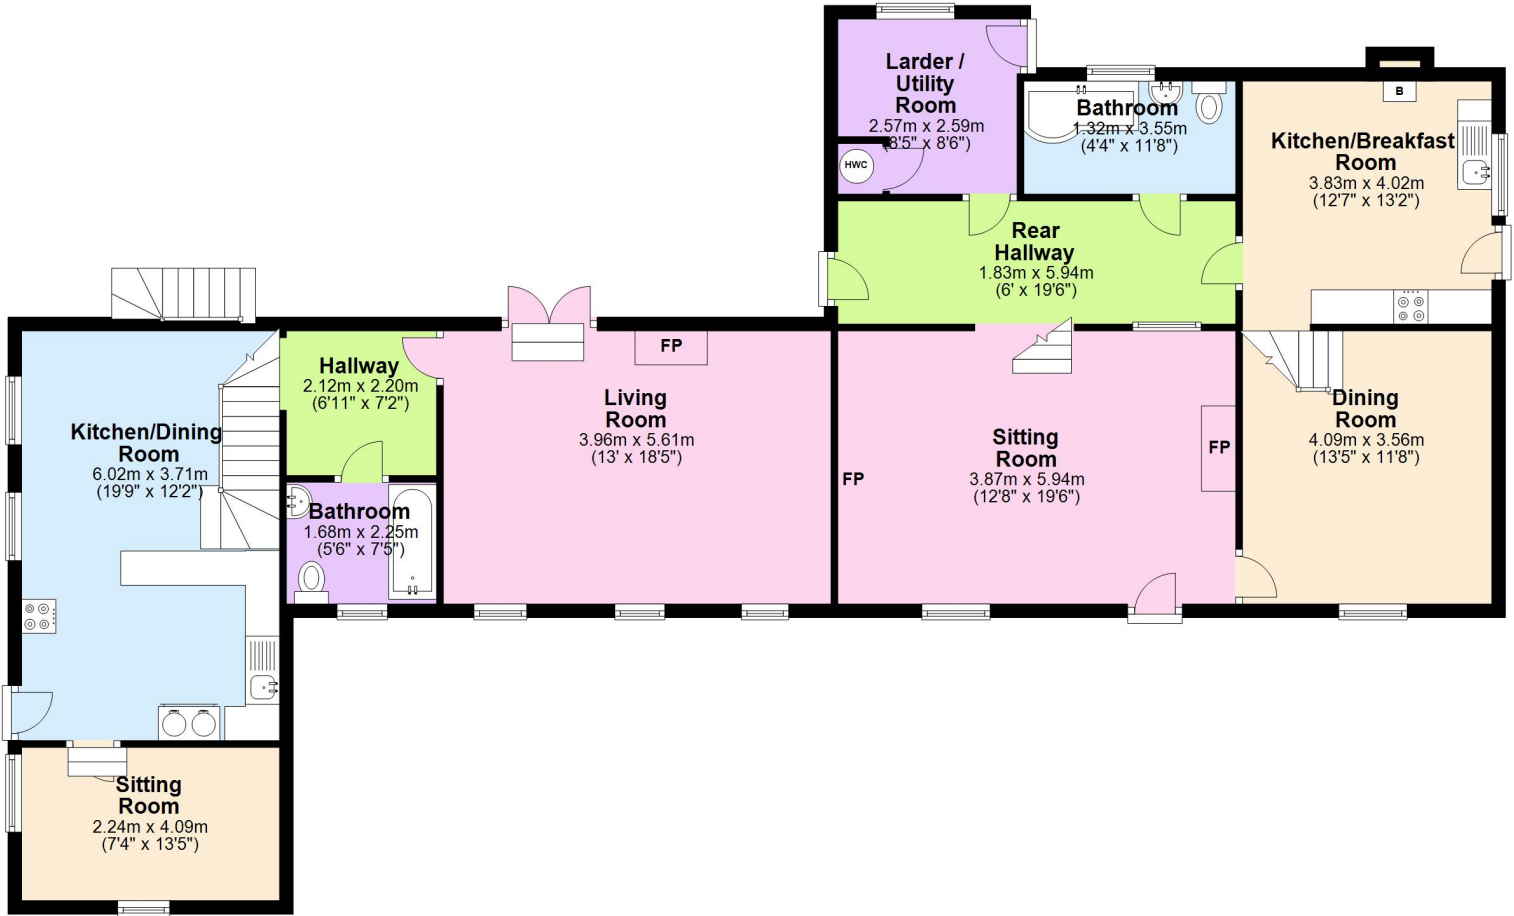 Larder /
Utility
Room
2.57m x 2.59m
(8'5" x 8'6")
HWC
Bathroom
1.32m x 3.55m
(4'4" x 11'8")
B
Kitchen/Breakfast
Room
3.83m x 4.02m
(12'7" x 13'2")
Rear
Hallway
1.83m x 5.94m
(6' x 19'6")
Kitchen/Dining
Room
6.02m x 3.71m
(19'9" x 12'2")
Hallway
2.12m x 2.20m
(6'11" x 7'2")
Bathroom
1.68m x 2.25m
(5'6" x 7'5")
FP
Living
Room
3.96m x 5.61m
(13' x 18'5")
FP
Sitting
Room
3.87m x 5.94m
(12'8" x 19'6")
FP
Dining
Room
4.09m x 3.56m
(13'5" x 11'8")
Sitting
Room
2.24m x 4.09m
(7'4" x 13'5")